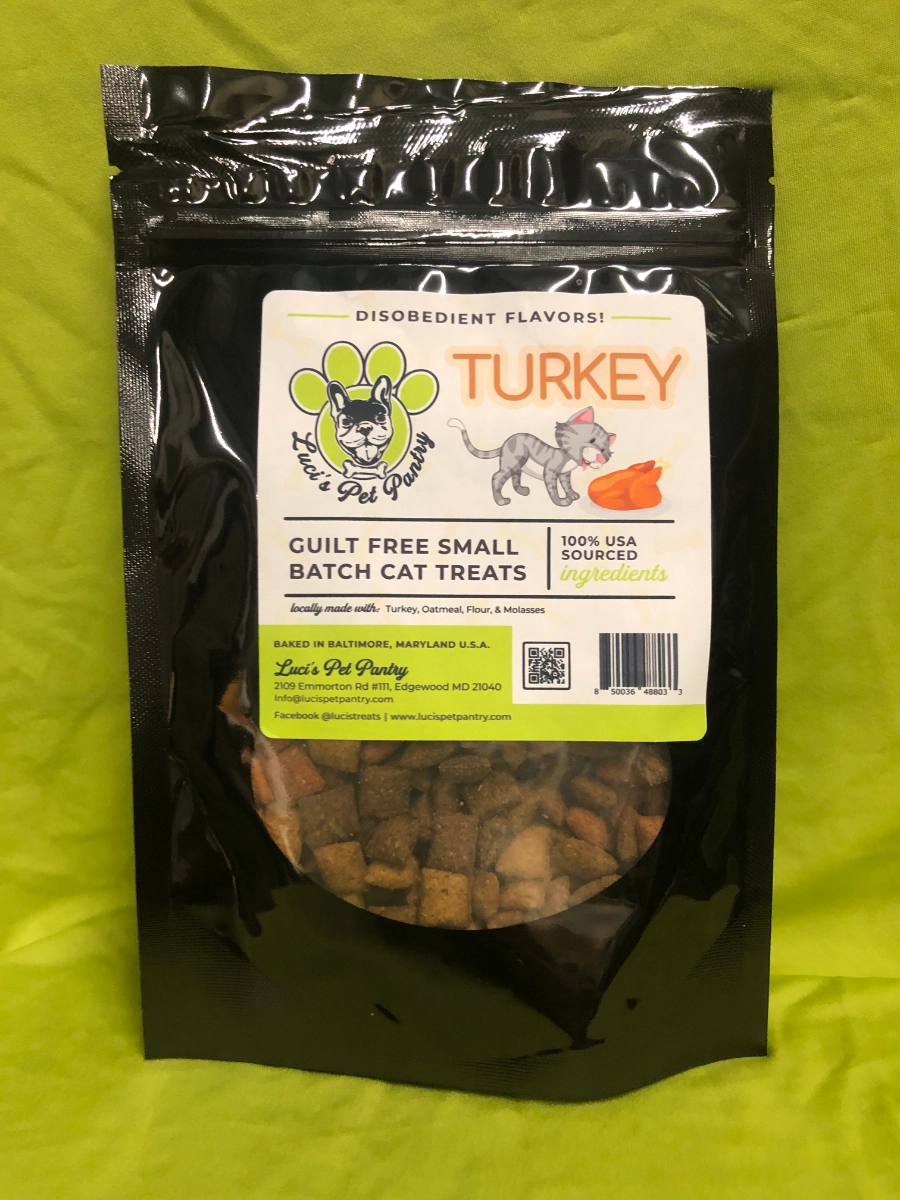 DISOBEDIENT FLAVORS!
Luci's Pet Pantry
TURKEY
GUILT FREE SMALL
BATCH CAT TREATS
100% USA
SOURCED
ingredients
locally made with: Turkey, Oatmeal, Flour, & Molasses
BAKED IN BALTIMORE, MARYLAND U.S.A.
Luci's Pet Pantry
2109 Emmorton Rd #111, Edgewood MD 21040
Info@lucispetpantry.com
Facebook @lucistreats | www.lucispetpantry.com
8 50036 48803 3